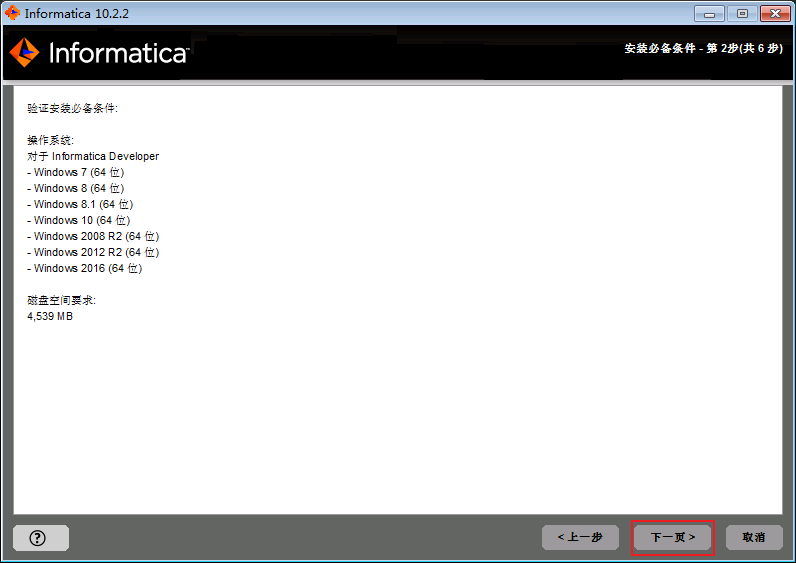 Informatica 10.2.2
Informatica
安装必备条件 - 第 2步(共 6 步)
验证安装必备条件:
操作系统:
对于 Informatica Developer
- Windows 7 (64 位)
- Windows 8 (64 位)
- Windows 8.1 (64 位)
- Windows 10 (64 位)
- Windows 2008 R2 (64 位)
- Windows 2012 R2 (64 位)
- Windows 2016 (64 位)
磁盘空间要求:
4,539 MB
?
< 上一步
下一页 >
取消